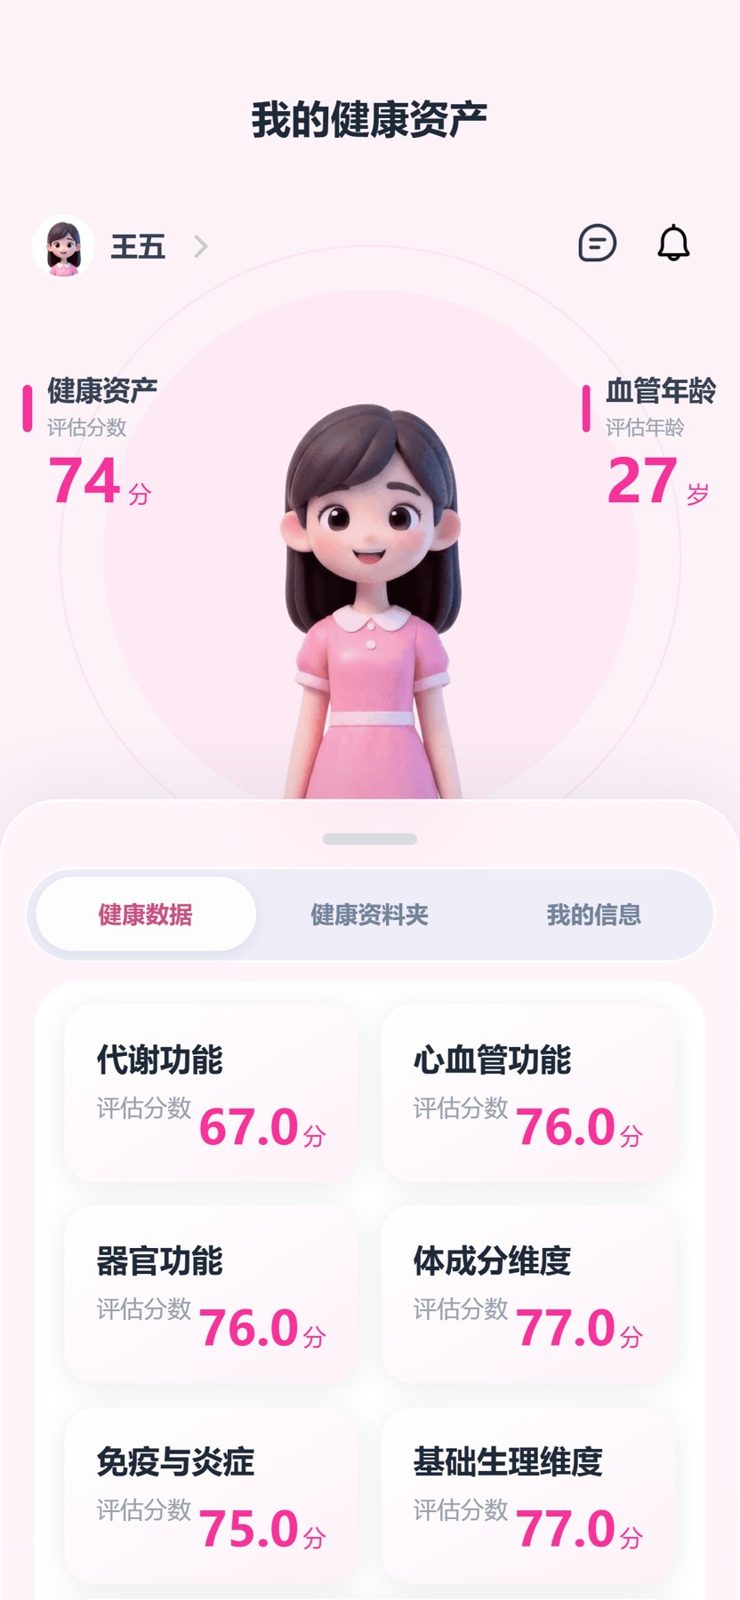 我的健康资产
王五
健康资产
评估分数
74分
血管年龄
评估年龄
27岁
健康数据
健康资料夹
我的信息
代谢功能
评估分数 67.0分
心血管功能
评估分数 76.0分
器官功能
评估分数 76.0分
体成分维度
评估分数 77.0分
免疫与炎症
评估分数 75.0分
基础生理维度
评估分数 77.0分